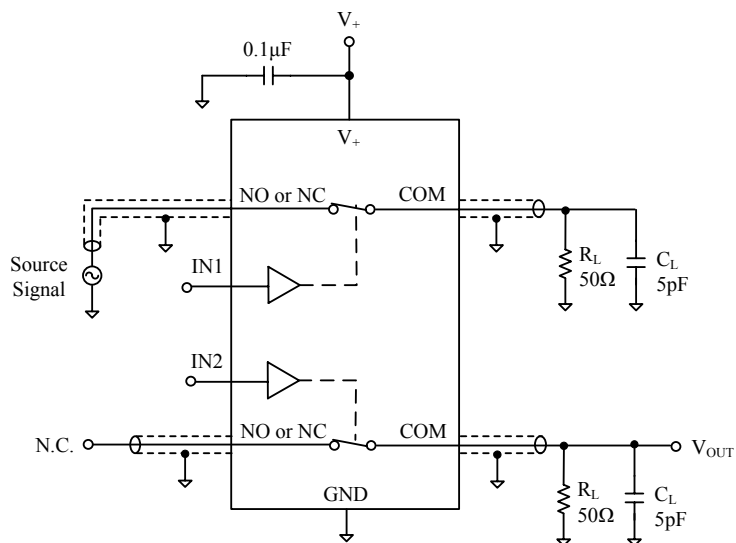 V+
0.1µF
V+
NO or NC
COM
Source
Signal
IN1
RL
50Ω
CL
5pF
IN2
N.C.
NO or NC
COM
VOUT
GND
RL
50Ω
CL
5pF